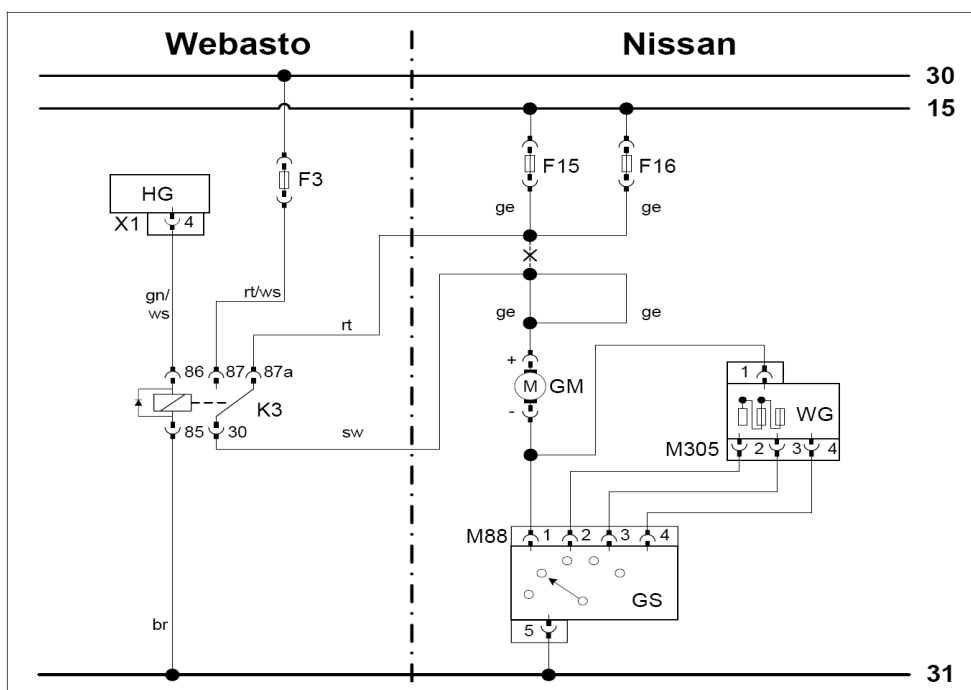 Webasto Nissan
30
15
F3 F15 F16
HG
X1 4
ge ge
gn/
ws
rt/ws
rt
ge ge
86 87 87a
+
M GM
-
1
WG
K3
85 30
sw
M305 2 3 4
M88 1 2 3 4
GS
5
br
31